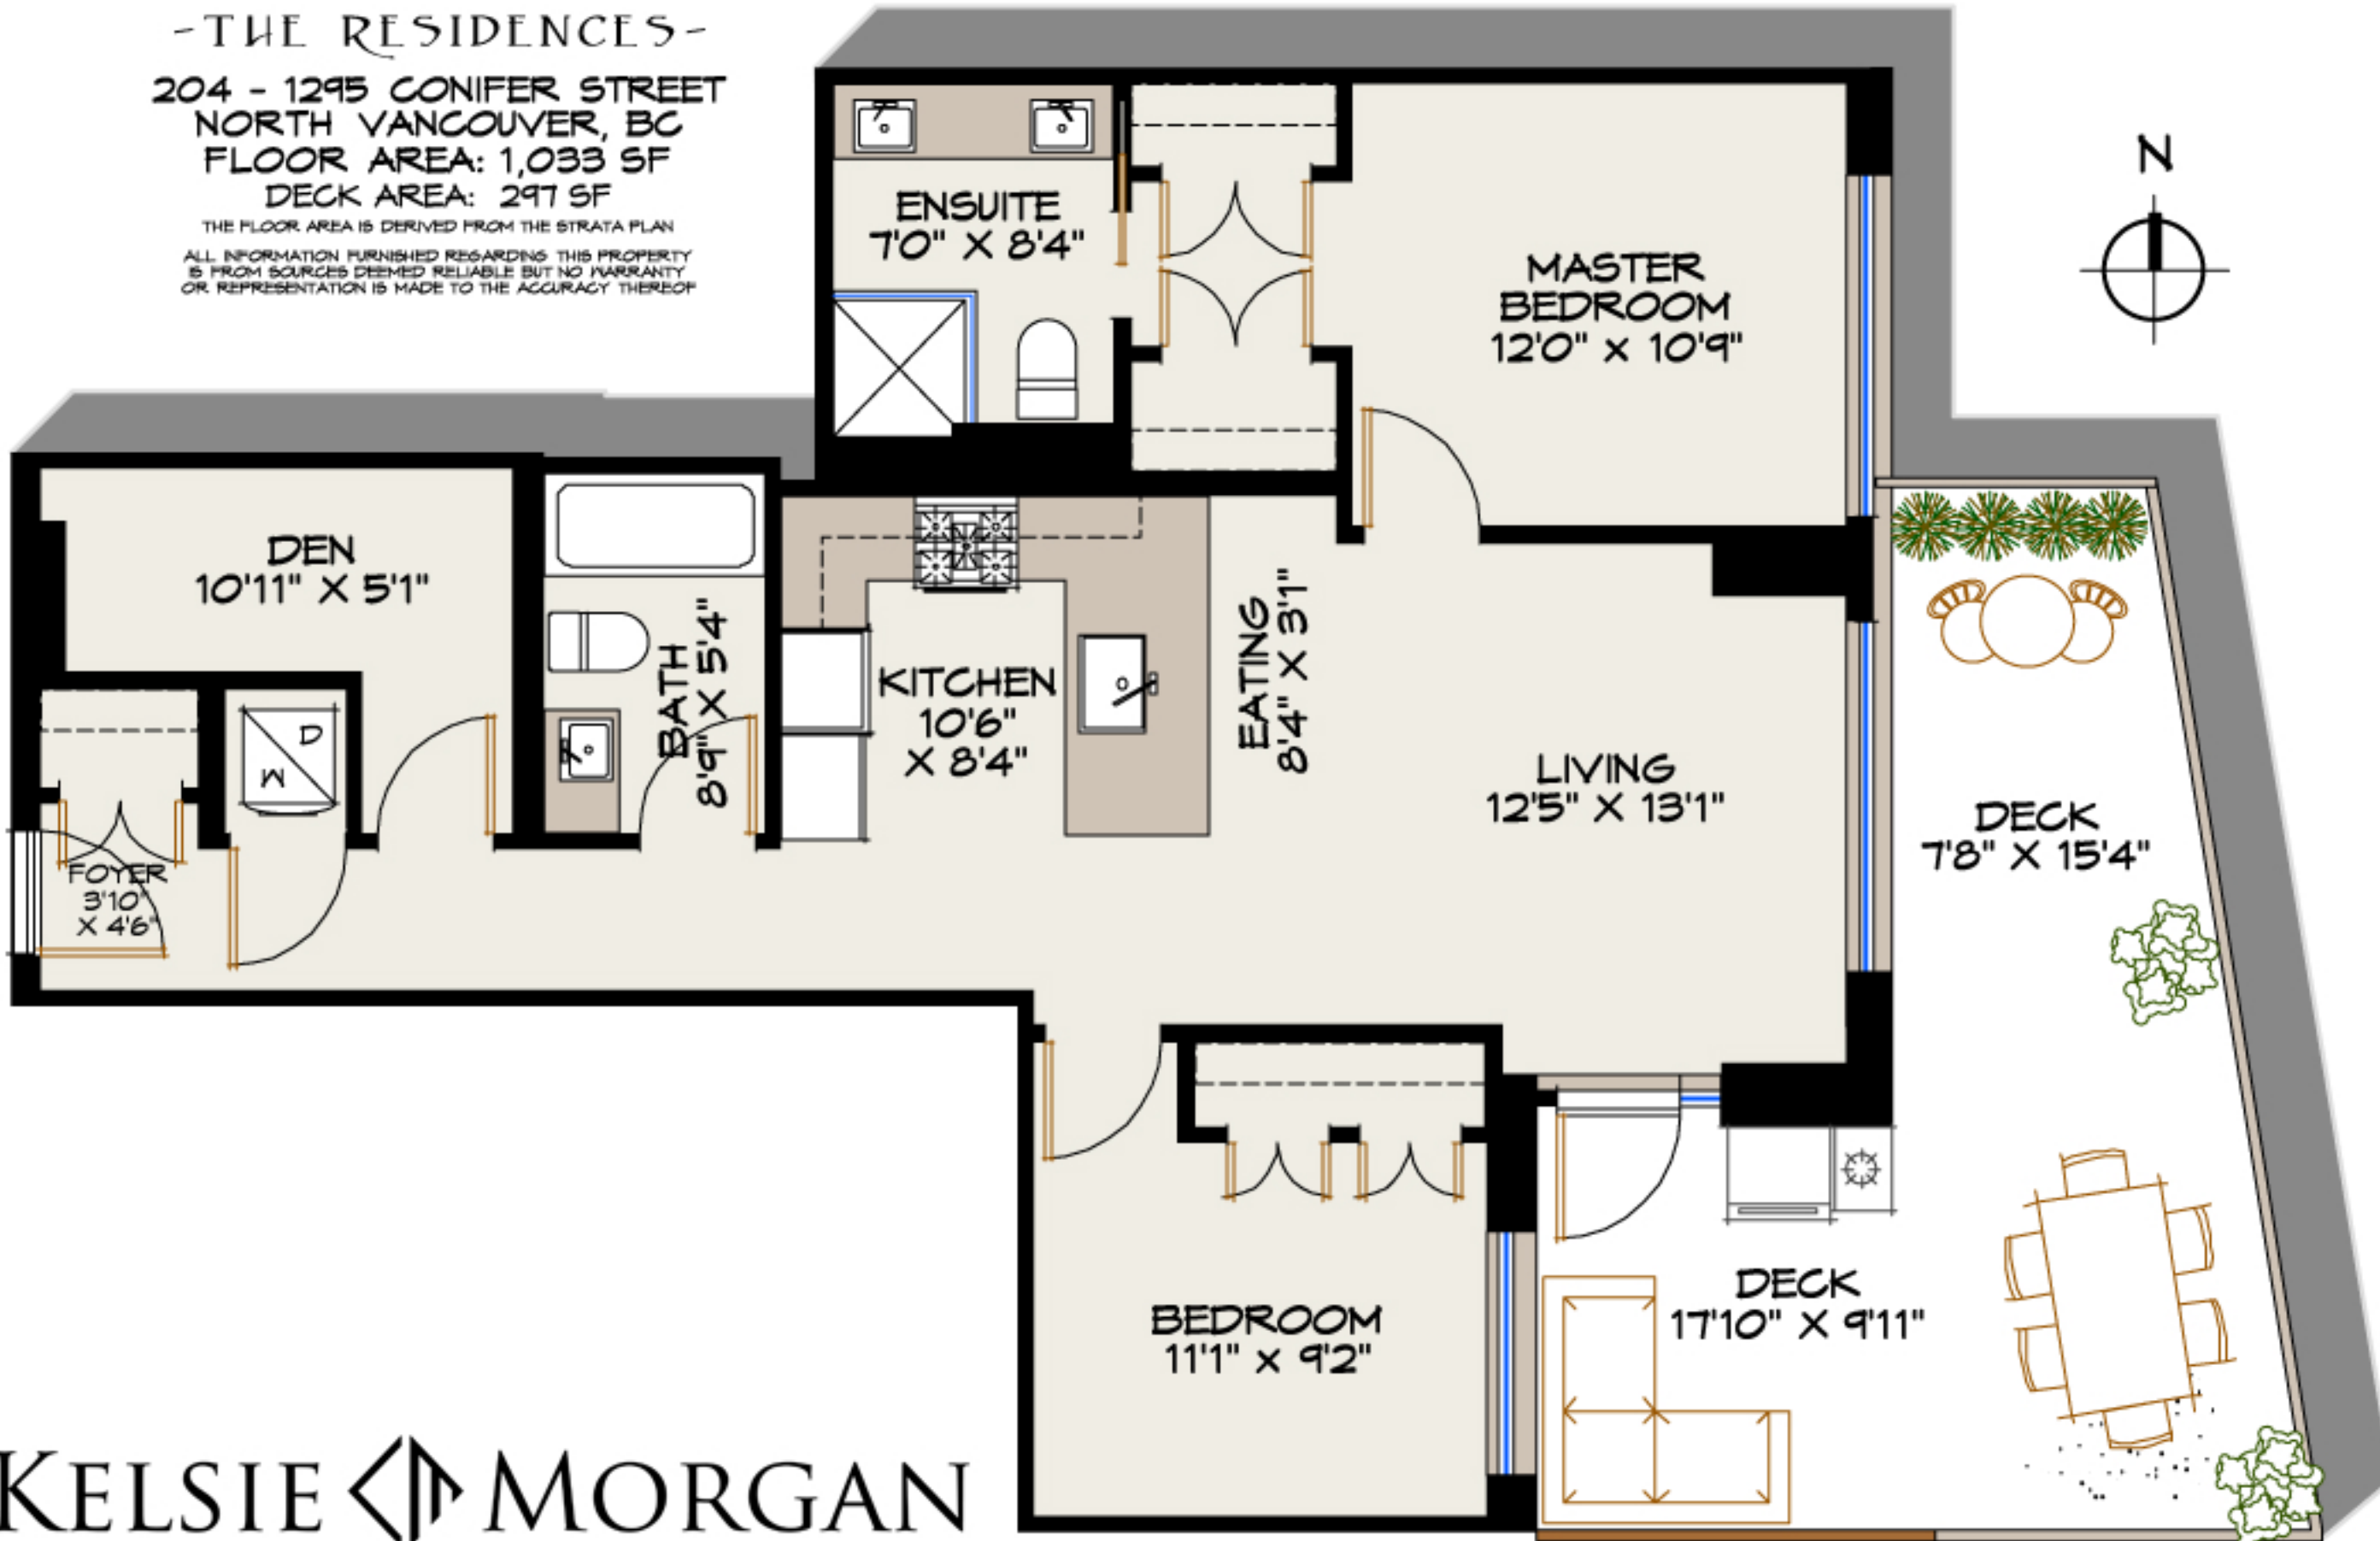 -THE RESIDENCES-
204 - 1295 CONIFER STREET
NORTH VANCOUVER, BC
FLOOR AREA: 1,033 SF
DECK AREA: 297 SF
THE FLOOR AREA IS DERIVED FROM THE STRATA PLAN
ALL INFORMATION FURNISHED REGARDING THIS PROPERTY
IS FROM SOURCES DEEMED RELIABLE BUT NO WARRANTY
OR REPRESENTATION IS MADE TO THE ACCURACY THEREOF
N
ENSUITE
7'0" X 8'4"
MASTER
BEDROOM
12'0" X 10'9"
DEN
10'11" X 5'1"
BATH
8'9" X 5'4"
KITCHEN
10'6"
X 8'4"
EATING
8'4" X 3'1"
LIVING
12'5" X 13'1"
DECK
7'8" X 15'4"
D
W
FOYER
3'10"
X 4'6"
BEDROOM
11'1" X 9'2"
DECK
17'10" X 9'11"
KELSIE MORGAN